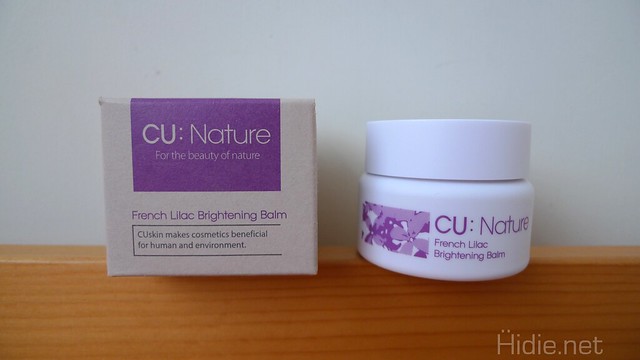 CU: Nature
For the beauty of nature
French Lilac Brightening Balm
CUskin makes cosmetics beneficial
for human and environment.
CU: Nature
French Lilac
Brightening Balm
Hidie.net